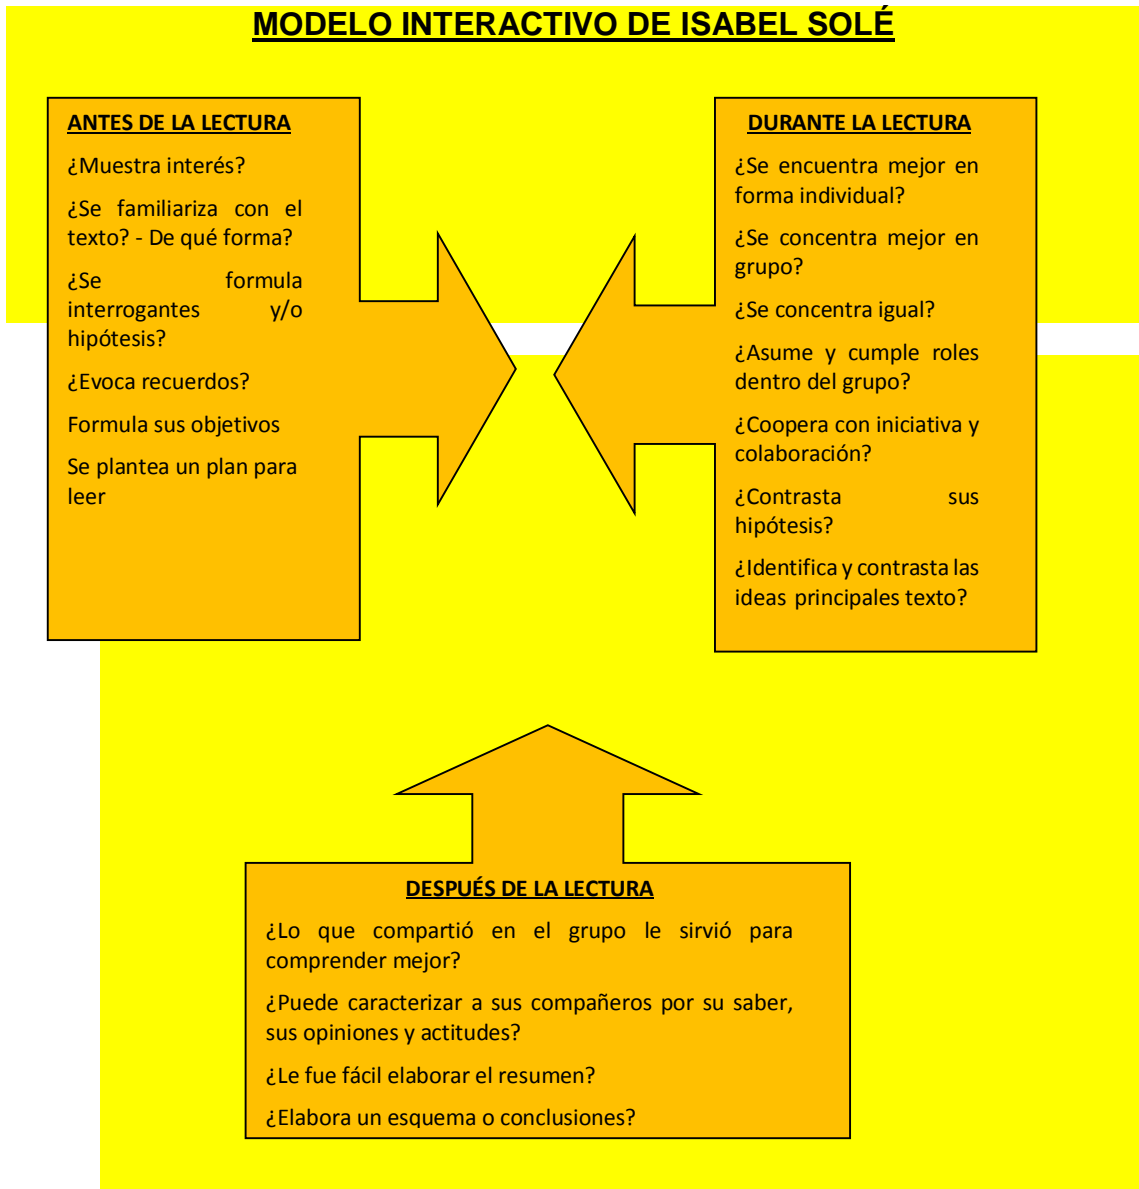 MODELO INTERACTIVO DE ISABEL SOLÉ
ANTES DE LA LECTURA
¿Muestra interés?
¿Se familiariza con el
texto? - De qué forma?
¿Se formula
interrogantes y/o
hipótesis?
¿Evoca recuerdos?
Formula sus objetivos
Se plantea un plan para
leer
DURANTE LA LECTURA
¿Se encuentra mejor en
forma individual?
¿Se concentra mejor en
grupo?
¿Se concentra igual?
¿Asume y cumple roles
dentro del grupo?
¿Coopera con iniciativa y
colaboración?
¿Contrasta sus
hipótesis?
¿Identifica y contrasta las
ideas principales texto?
DESPUÉS DE LA LECTURA
¿Lo que compartió en el grupo le sirvió para
comprender mejor?
¿Puede caracterizar a sus compañeros por su saber,
sus opiniones y actitudes?
¿Le fue fácil elaborar el resumen?
¿Elabora un esquema o conclusiones?